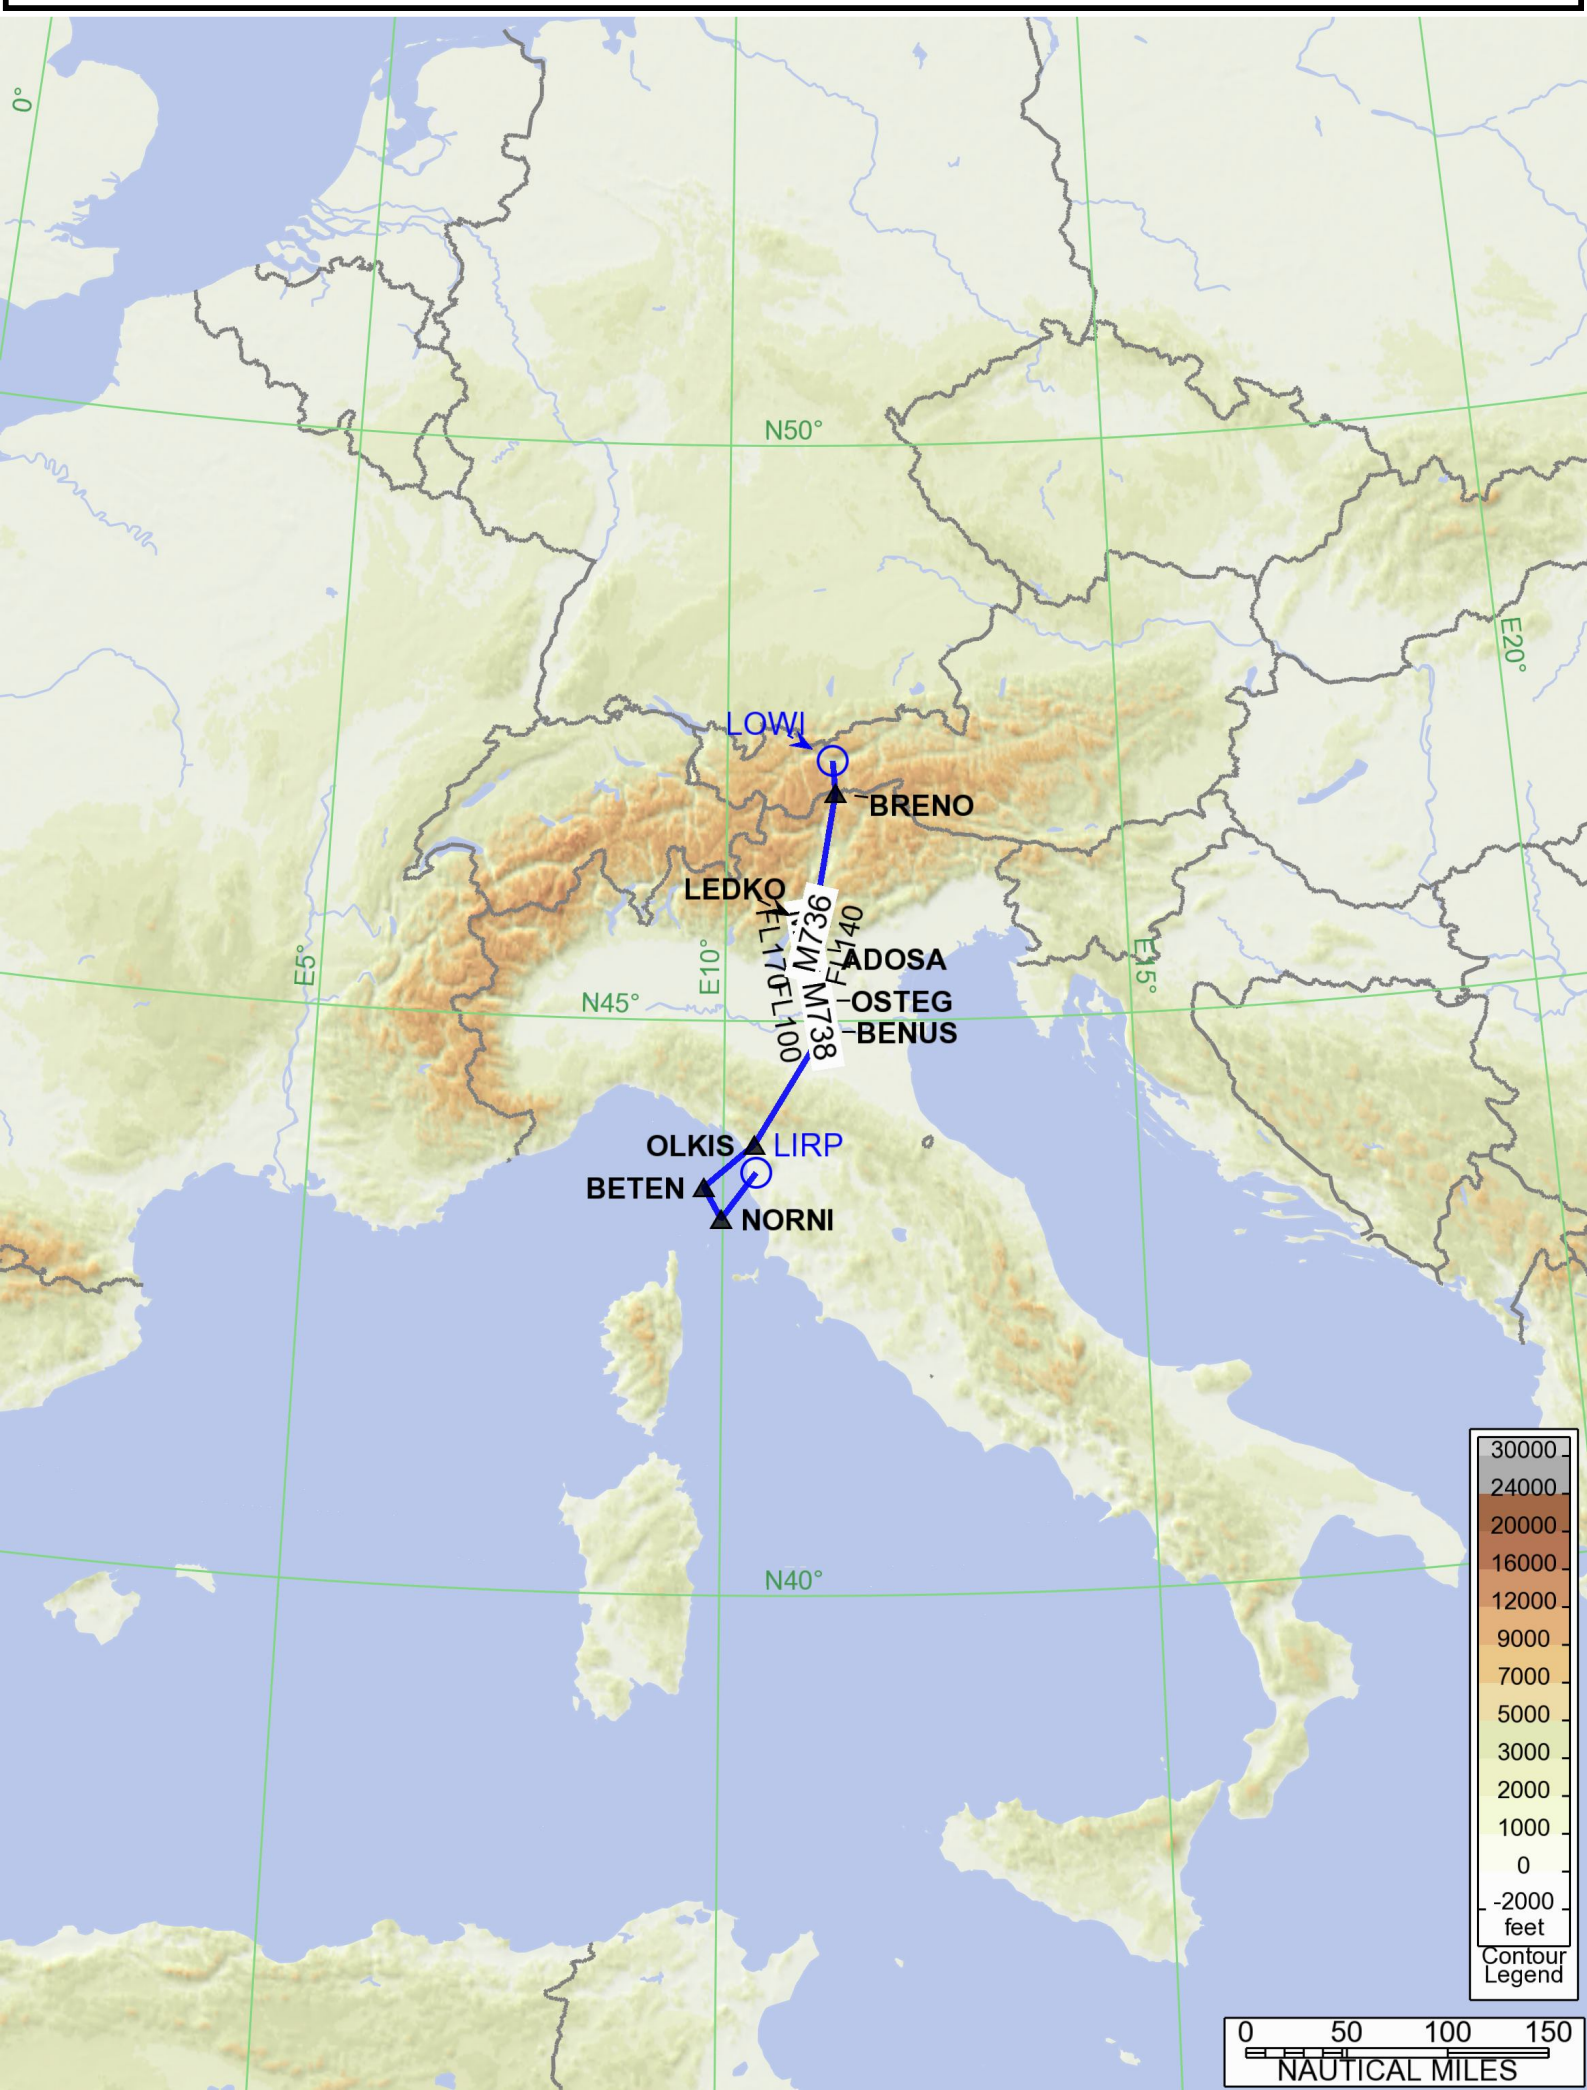 0°
N50°
E20°
LOWI
BRENO
LEDKO
M736
FL140
FL170
ADOSA
E5°
E10°
E15°
N45°
OSTEG
M738
FL100
BENUS
OLKIS
LIRP
BETEN
NORNI
N40°
30000
24000
20000
16000
12000
9000
7000
5000
3000
2000
1000
0
-2000
feet
Contour
Legend
0 50 100 150
NAUTICAL MILES